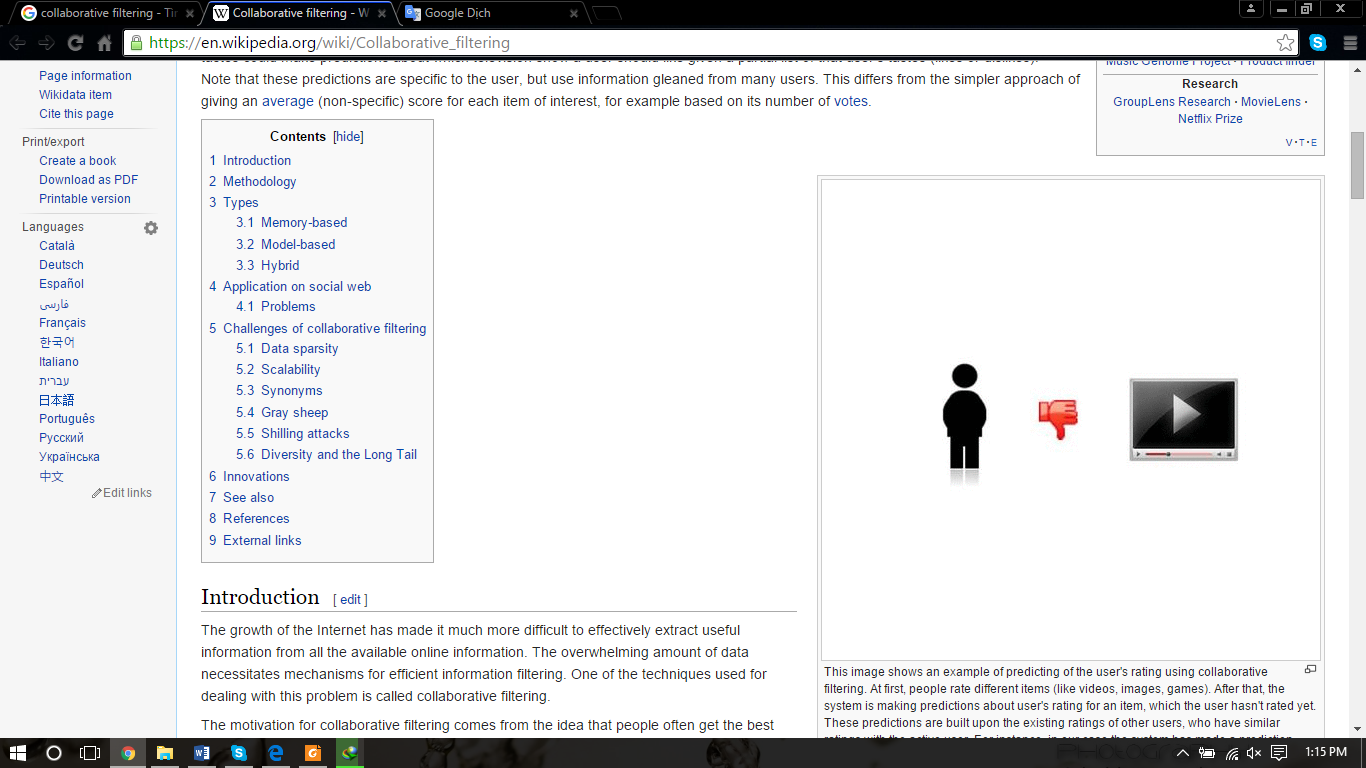 collaborative filtering - Tìm
Collaborative filtering - W
Google Dịch
https://en.wikipedia.org/wiki/Collaborative_filtering
Page information
Wikidata item
Cite this page
Print/export
Create a book
Download as PDF
Printable version
Languages
Català
Deutsch
Español
فارسی
Français
한국어
Italiano
עברית
日本語
Português
Русский
Українська
中文
Edit links
Note that these predictions are specific to the user, but use information gleaned from many users. This differs from the simpler approach of
giving an average (non-specific) score for each item of interest, for example based on its number of votes.
Contents [hide]
1 Introduction
2 Methodology
3 Types
3.1 Memory-based
3.2 Model-based
3.3 Hybrid
4 Application on social web
4.1 Problems
5 Challenges of collaborative filtering
5.1 Data sparsity
5.2 Scalability
5.3 Synonyms
5.4 Gray sheep
5.5 Shilling attacks
5.6 Diversity and the Long Tail
6 Innovations
7 See also
8 References
9 External links
Introduction [ edit ]
The growth of the Internet has made it much more difficult to effectively extract useful
information from all the available online information. The overwhelming amount of data
necessitates mechanisms for efficient information filtering. One of the techniques used for
dealing with this problem is called collaborative filtering.
The motivation for collaborative filtering comes from the idea that people often get the best
Music Genome Project · Product finder
Research
GroupLens Research · MovieLens ·
Netflix Prize
V · T · E
This image shows an example of predicting of the user's rating using collaborative
filtering. At first, people rate different items (like videos, images, games). After that, the
system is making predictions about user's rating for an item, which the user hasn't rated yet.
These predictions are built upon the existing ratings of other users, who have similar
1:15 PM